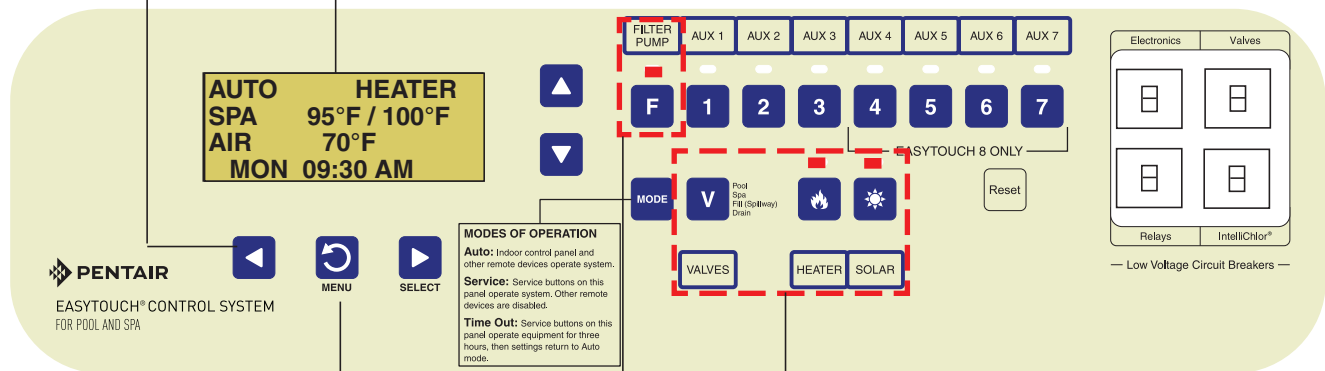 FILTER
PUMP
AUX 1
AUX 2
AUX 3
AUX 4
AUX 5
AUX 6
AUX 7
Electronics
Valves
AUTO HEATER
SPA 95°F / 100°F
AIR 70°F
MON 09:30 AM
F
1
2
3
4
5
6
7
EASYTOUCH 8 ONLY
MODE
V
Pool
Spa
Fill (Spillway)
Drain
Reset
MODES OF OPERATION
Auto: Indoor control panel and
other remote devices operate system.
Service: Service buttons on this
panel operate system. Other remote
devices are disabled.
Time Out: Service buttons on this
panel operate equipment for three
hours, then settings return to Auto
mode.
VALVES
HEATER
SOLAR
Relays
IntelliChlor®
Low Voltage Circuit Breakers
PENTAIR
MENU
SELECT
EASYTOUCH® CONTROL SYSTEM
FOR POOL AND SPA